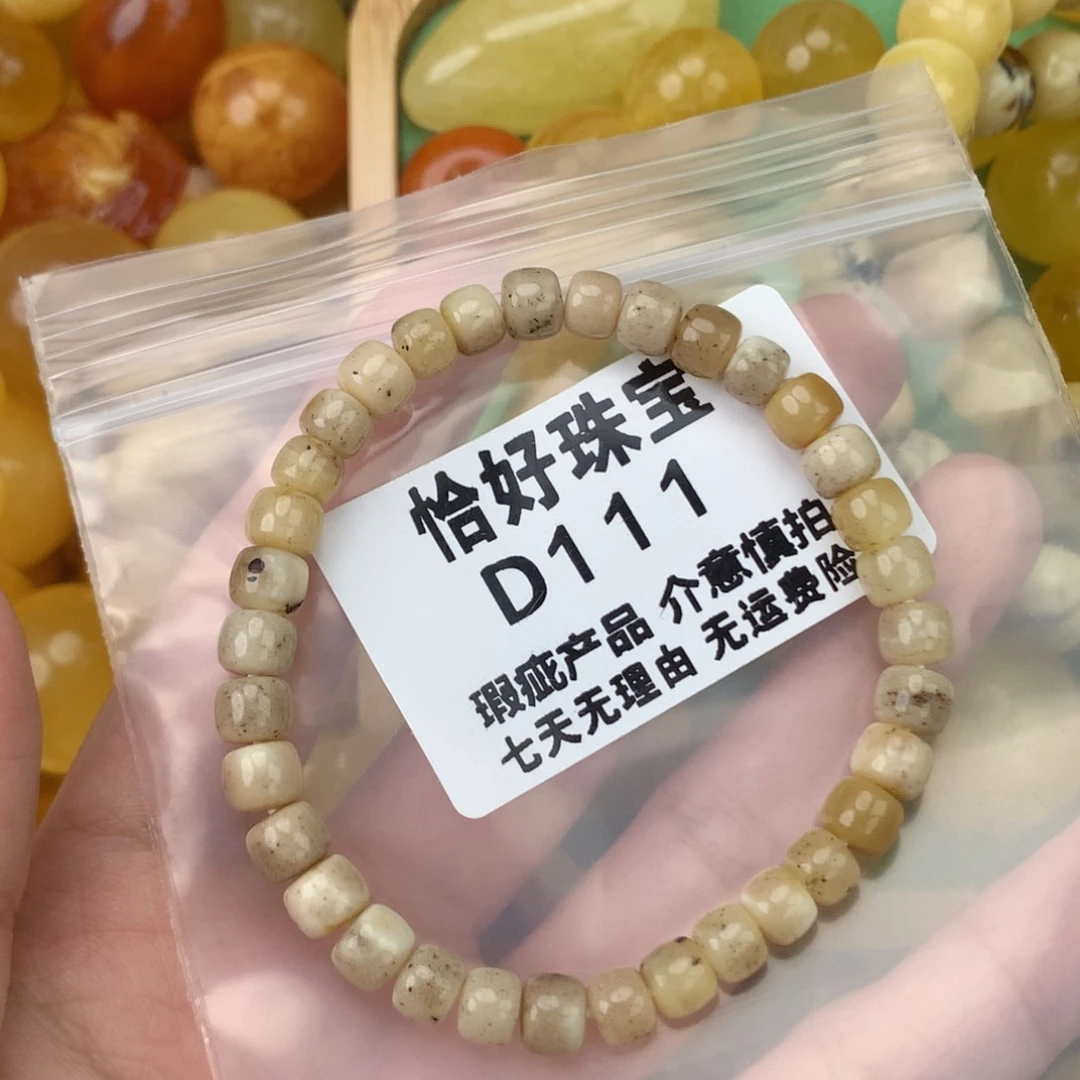 恰好珠宝
D111
瑕疵产品 介意慎拍
七天无理由 无运费险